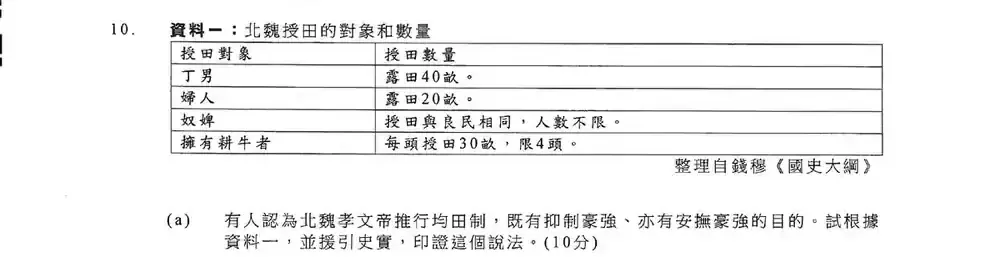 10. 資料一：北魏授田的對象和數量
授田對象 授田數量
丁男 露田40畝。
婦人 露田20畝。
奴婢 授田與良民相同，人數不限。
擁有耕牛者 每頭授田30畝，限4頭。
整理自錢穆《國史大綱》
(a) 有人認為北魏孝文帝推行均田制，既有抑制豪強、亦有安撫豪強的目的。試根據
資料一，並援引史實，印證這個說法。(10分)